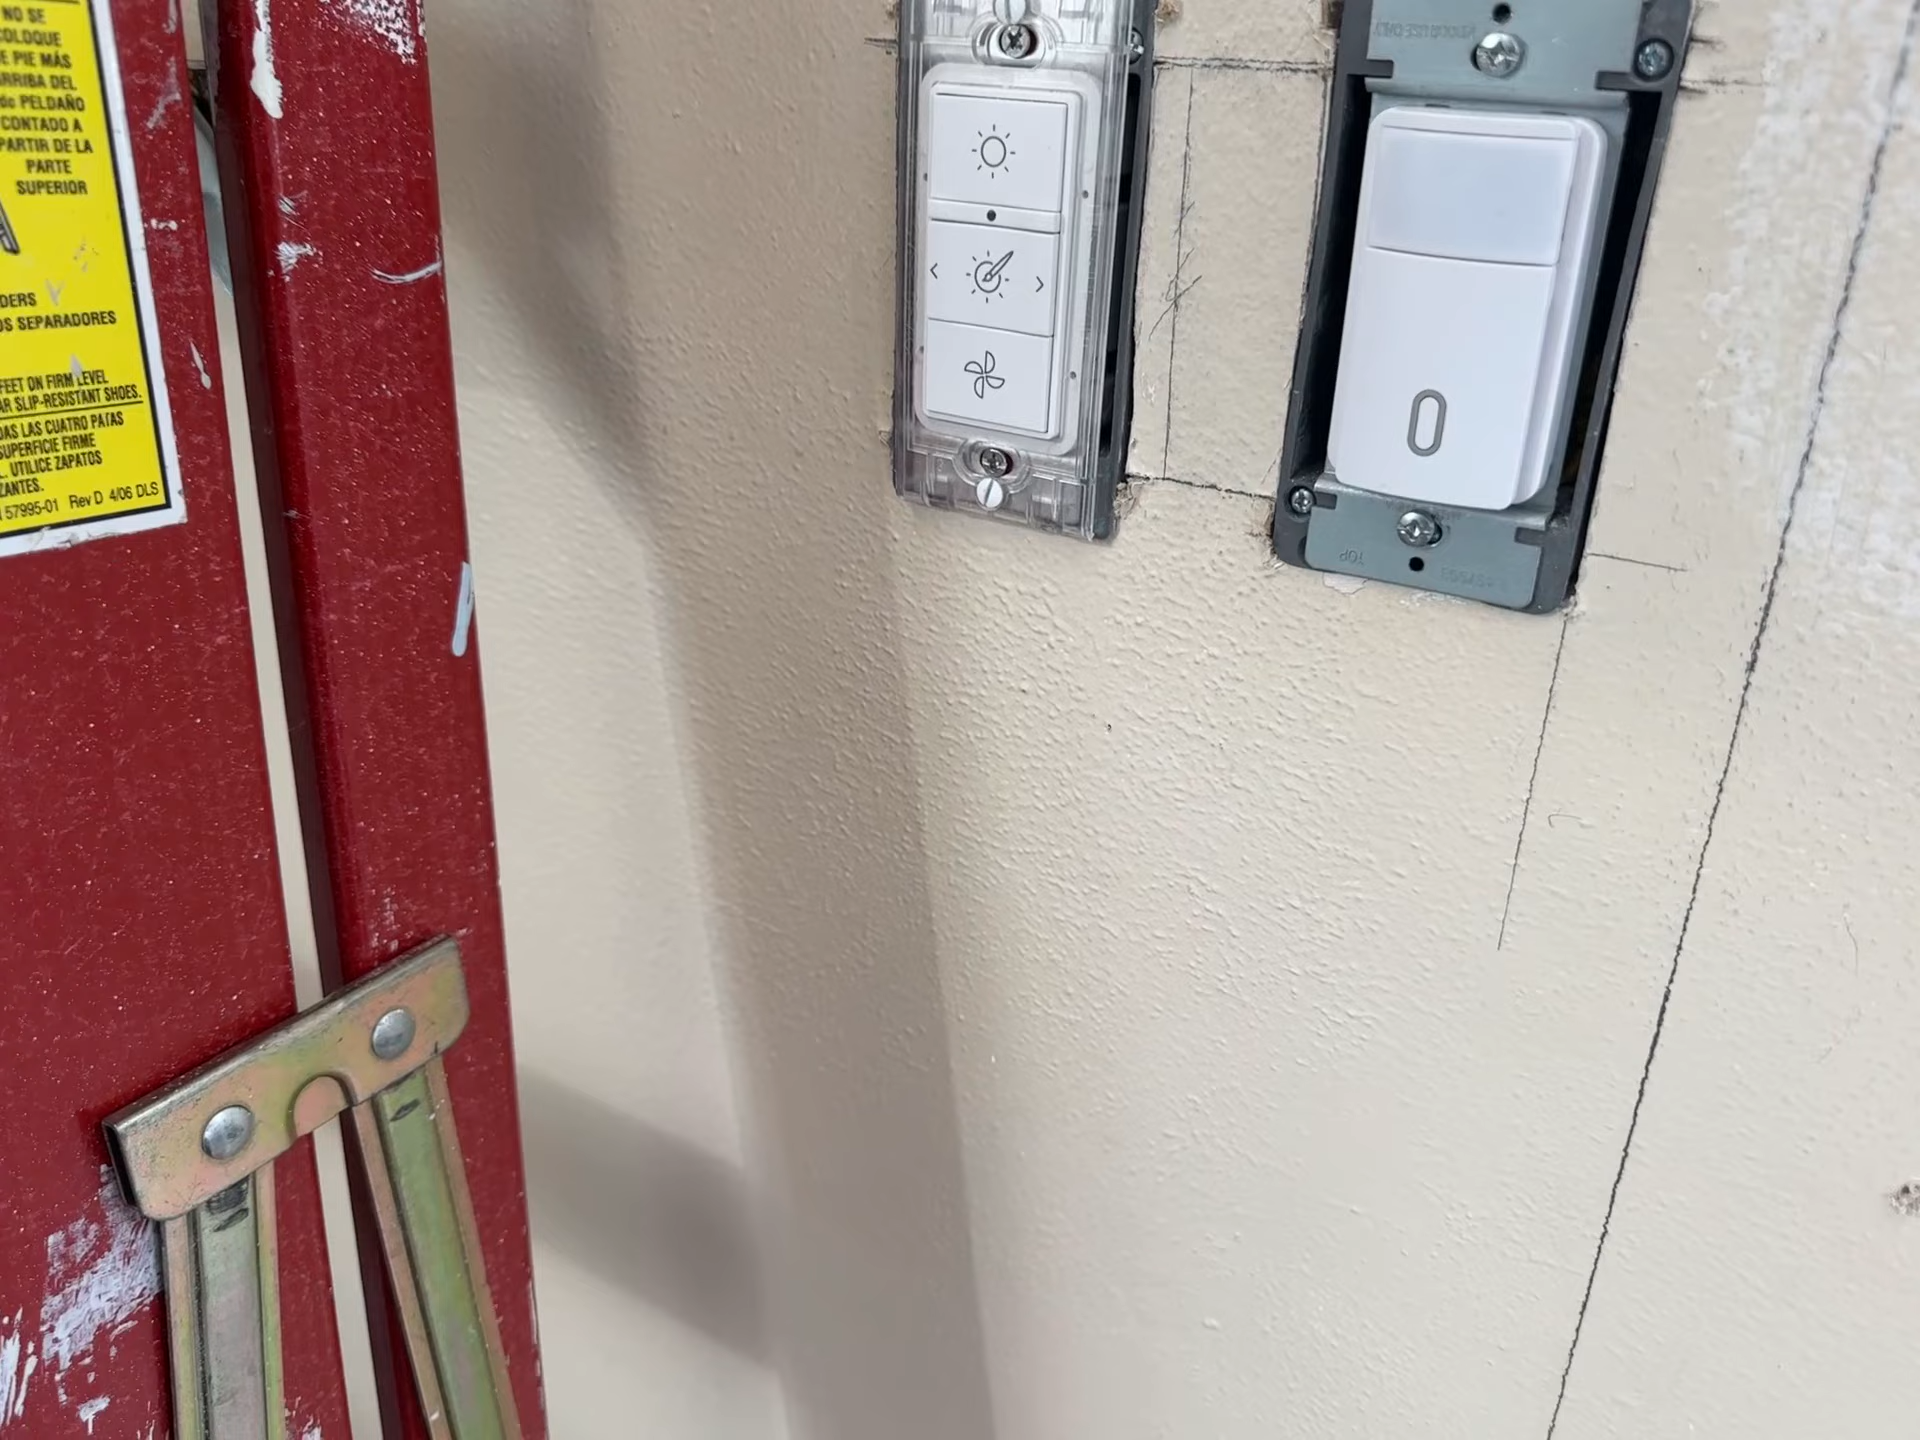 NO SE
COLOQUE
DE PIE MÁS
ARRIBA DEL
do PELDAÑO
CONTADO A
PARTIR DE LA
PARTE
SUPERIOR
DERS
OS SEPARADORES
FEET ON FIRM LEVEL
AR SLIP-RESISTANT SHOES.
DAS LAS CUATRO PATAS
SUPERFICIE FIRME
L. UTILICE ZAPATOS
ZANTES.
57995-01 Rev D 4/06 DLS
TOP